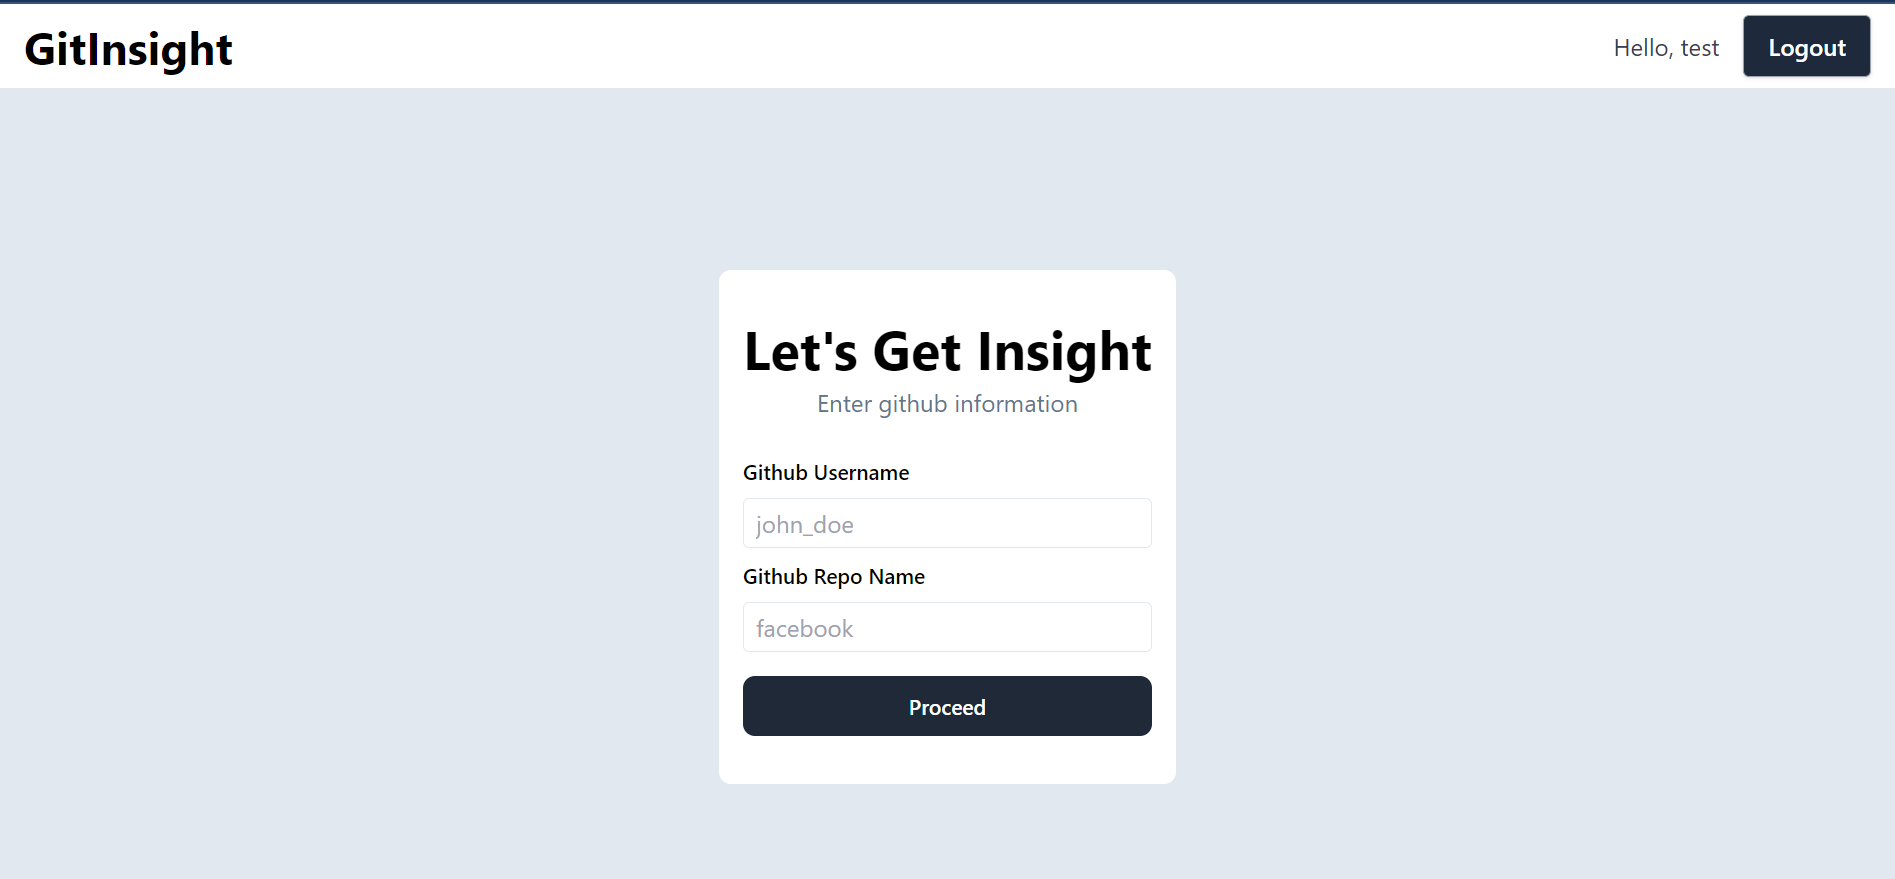 GitInsight
Hello, test
Logout
Let's Get Insight
Enter github information
Github Username
john_doe
Github Repo Name
facebook
Proceed